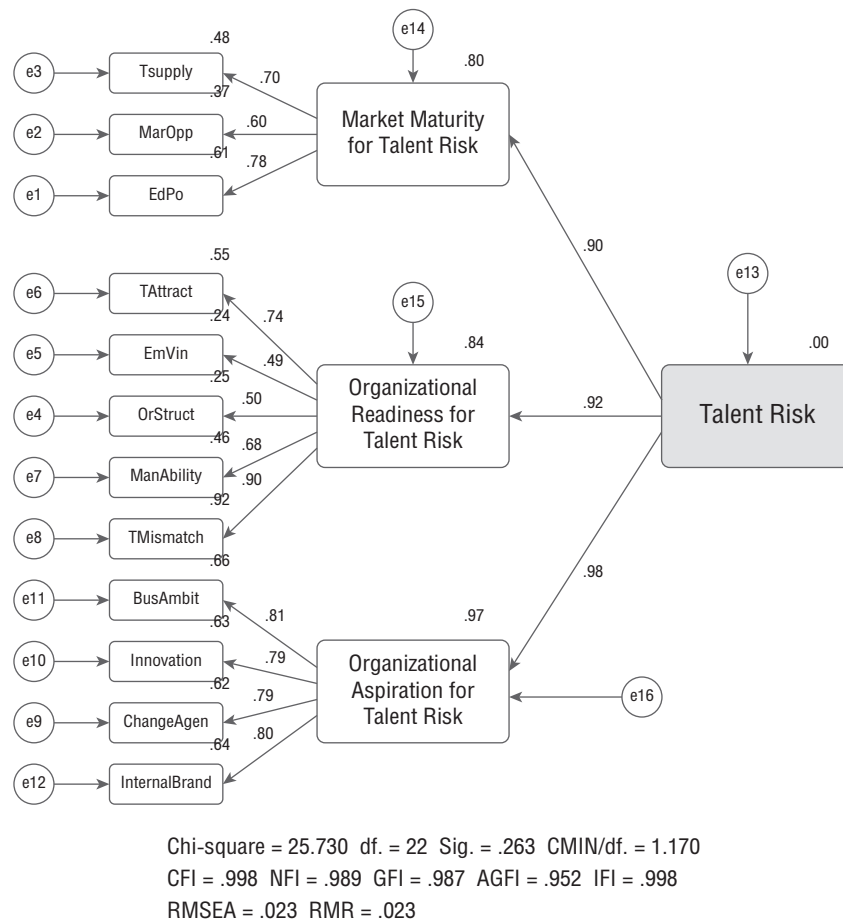 e14
.48
.80
e3
Tsupply
.70
.37
Market Maturity
for Talent Risk
e2
MarOpp
.60
.61
.78
e1
EdPo
.90
.55
e13
e6
TAttract
e15
.24
.74
.84
.00
e5
EmVin
.49
.25
Organizational
Readiness for
Talent Risk
e4
OrStruct
.50
.92
Talent Risk
.46
.68
e7
ManAbility
.90
.92
e8
TMismatch
.66
.98
e11
BusAmbit
.81
.97
.63
e10
Innovation
.79
Organizational
Aspiration for
Talent Risk
.62
.79
e16
e9
ChangeAgen
.64
.80
e12
InternalBrand
Chi-square = 25.730 df. = 22 Sig. = .263 CMIN/df. = 1.170
CFI = .998 NFI = .989 GFI = .987 AGFI = .952 IFI = .998
RMSEA = .023 RMR = .023